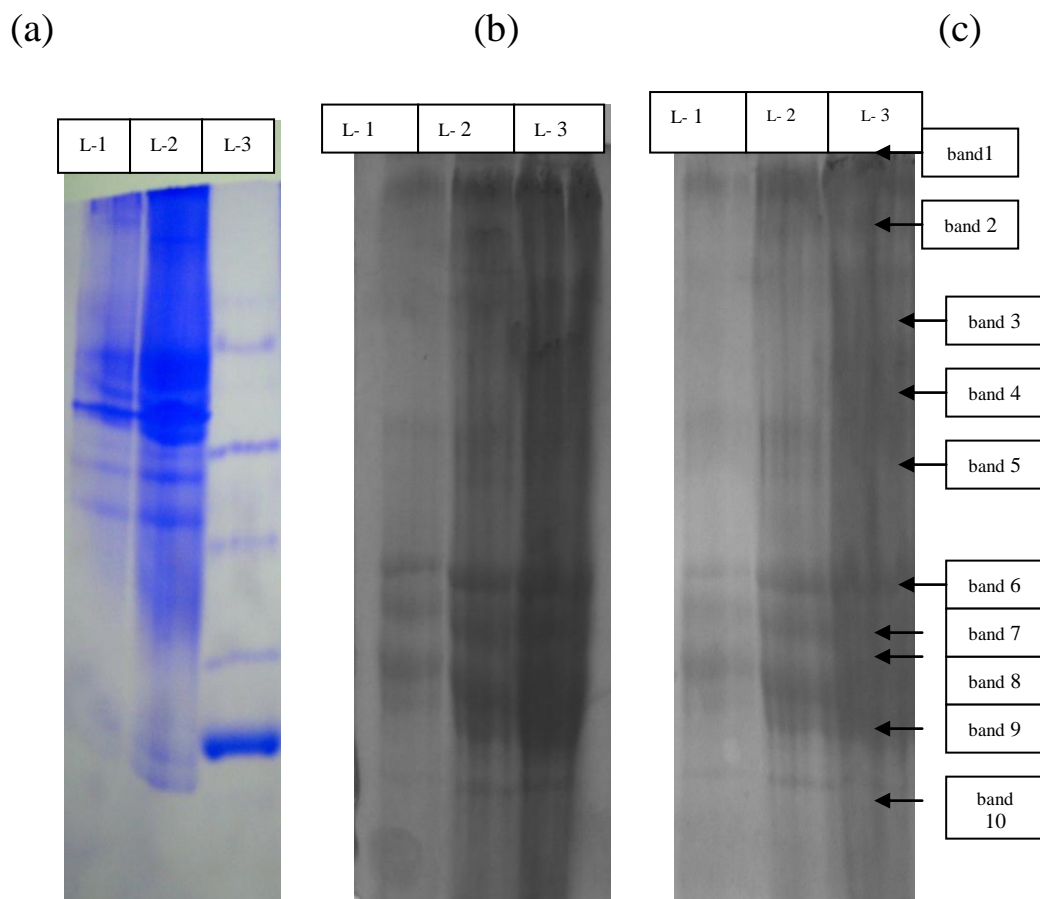 (a) (b) (c)
L-1 L-2 L-3
L- 1 L- 2 L- 3
L- 1 L- 2 L- 3
band1
band 2
band 3
band 4
band 5
band 6
band 7
band 8
band 9
band
10